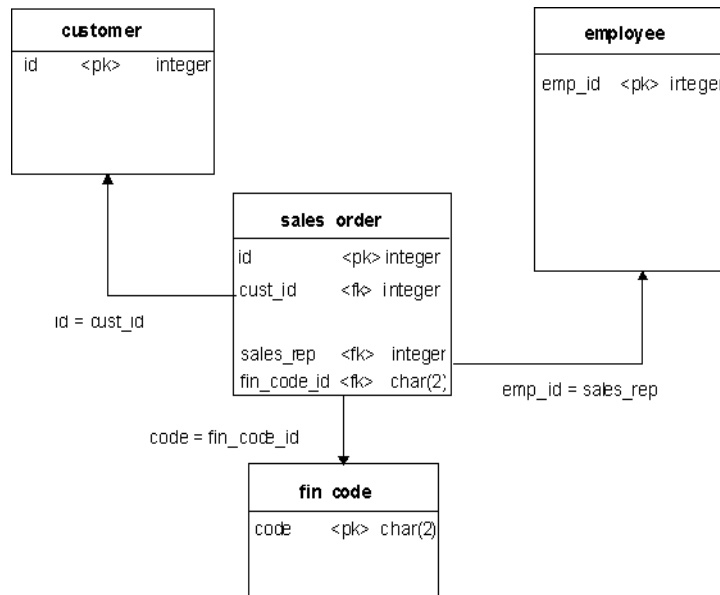 customer
id <pk> integer
employee
emp_id <pk> irteger
sales order
id <pk> integer
cust_id <fk> integer
sales_rep <fk> integer
fin_code_id <fk> char(2)
id = cust_id
emp_id = sales_rep
code = fin_code_id
fin code
code <pk> char(2)